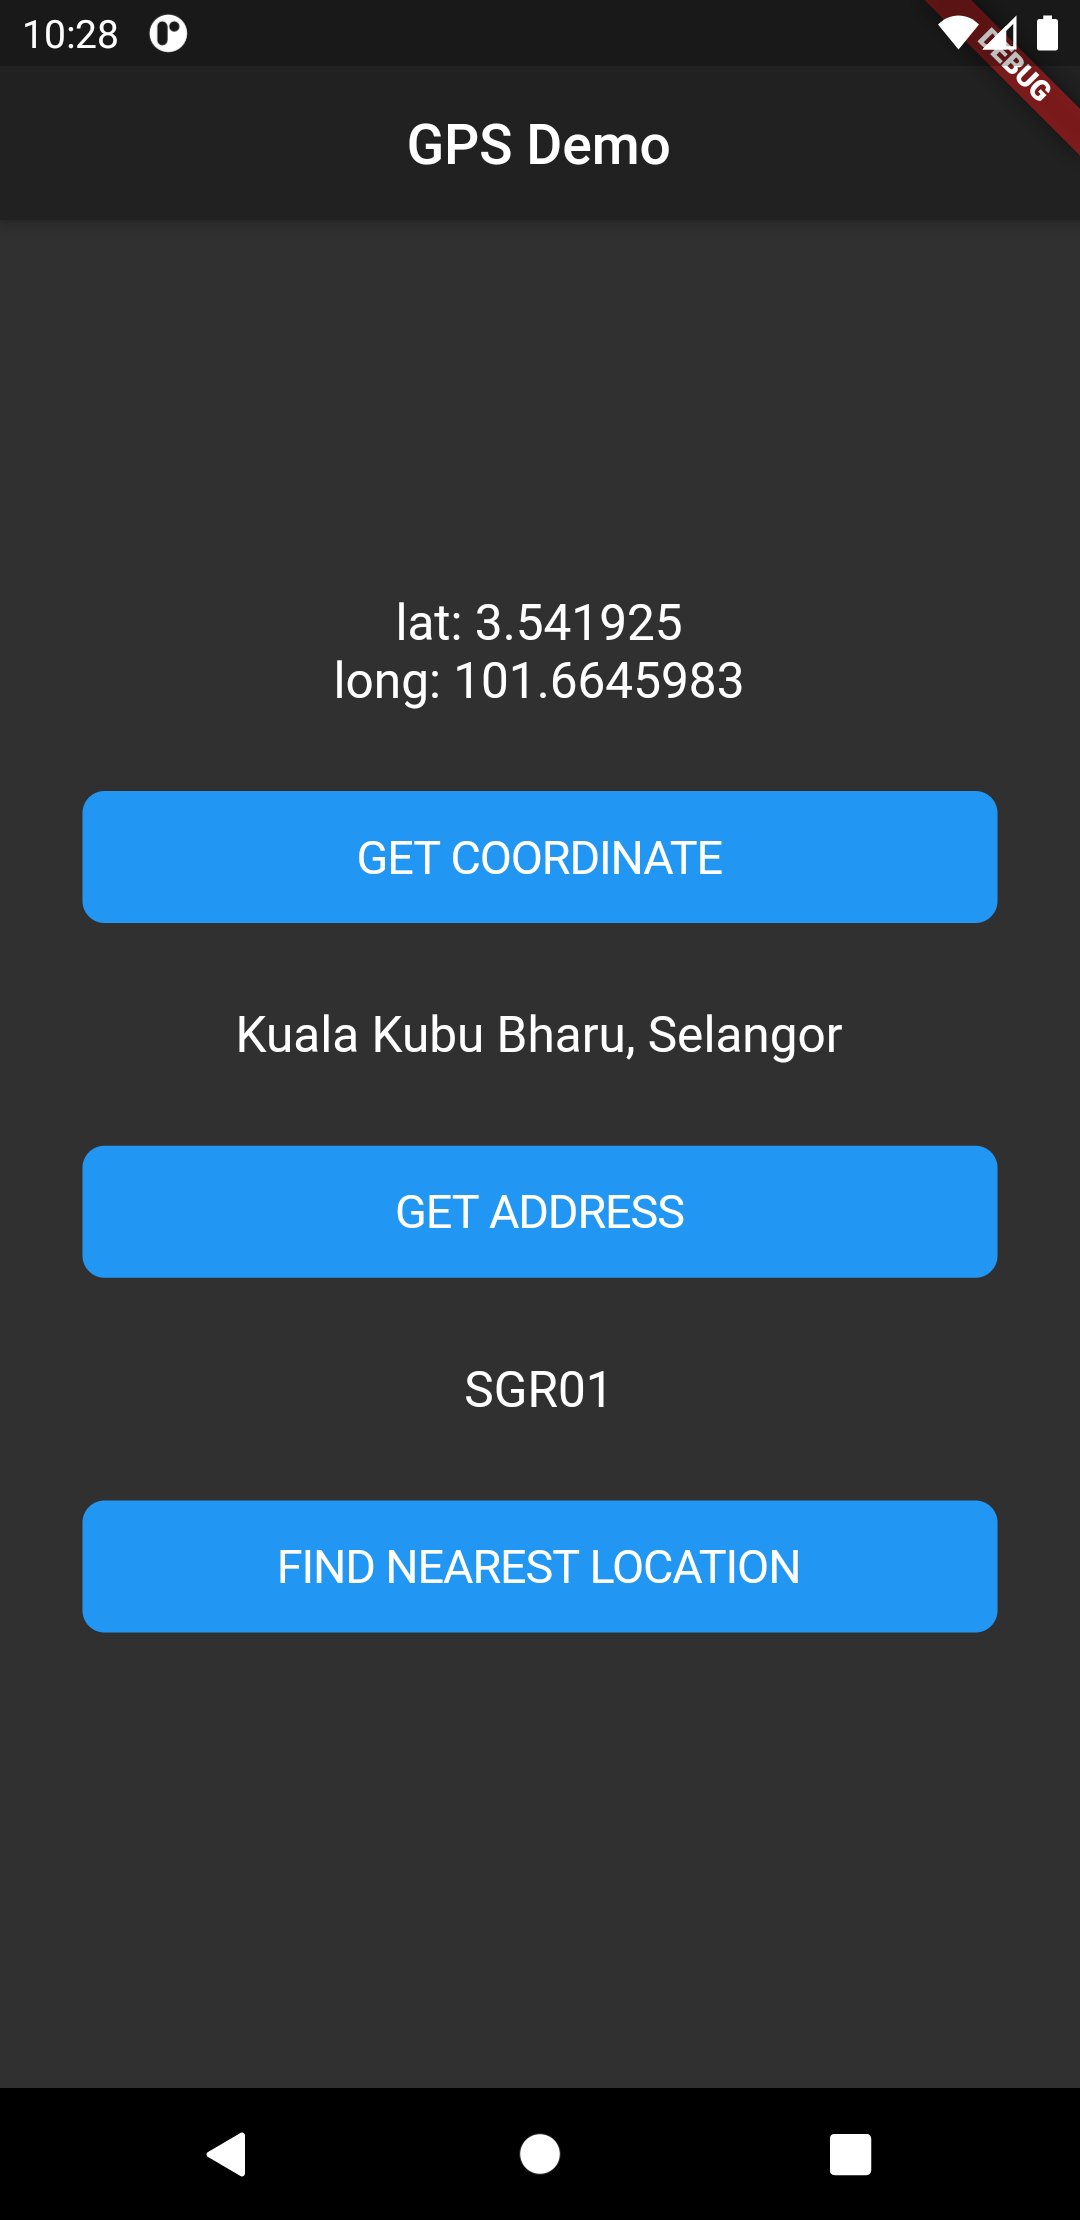 10:28
DEBUG
GPS Demo
lat: 3.541925
long: 101.6645983
GET COORDINATE
Kuala Kubu Bharu, Selangor
GET ADDRESS
SGR01
FIND NEAREST LOCATION